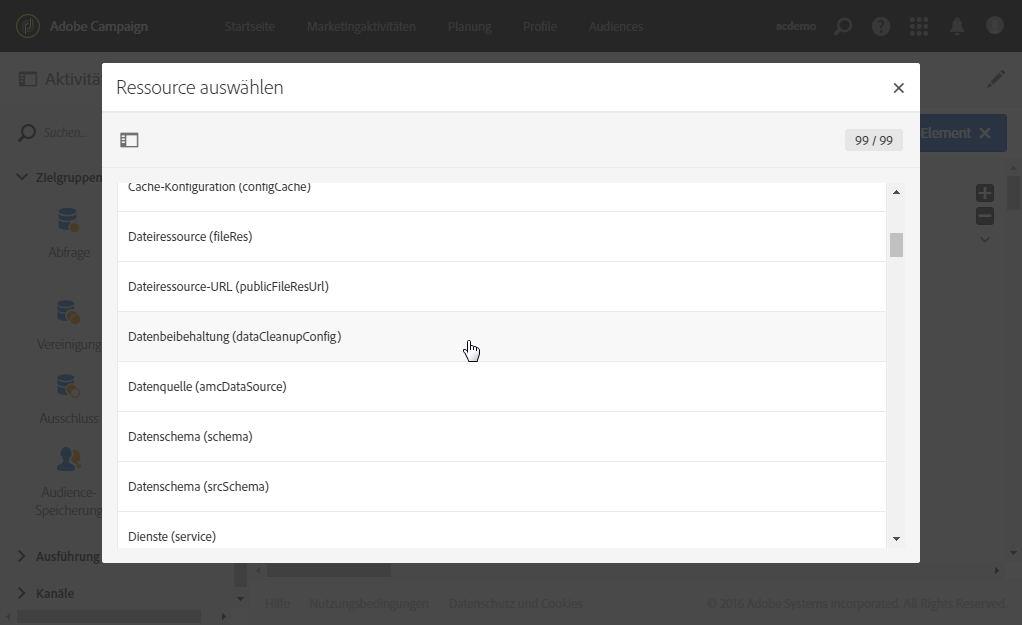 Adobe Campaign
Startseite
Marketingaktivitäten
Planung
Profile
Audiences
acdemo
Aktivitä
Ressource auswählen
Suchen...
99 / 99
Element
Zielgruppen
Cache-Konfiguration (configCache)
Dateiressource (fileRes)
Abfrage
Dateiressource-URL (publicFileResUrl)
Datenbeibehaltung (dataCleanupConfig)
Vereinigung
Datenquelle (amcDataSource)
Ausschluss
Datenschema (schema)
Datenschema (srcSchema)
Audience-
Speicherung
Dienste (service)
Ausführung
Kanäle
Hilfe
Nutzungsbedingungen
Datenschutz und Cookies
© 2016 Adobe Systems Incorporated. All Rights Reserved.